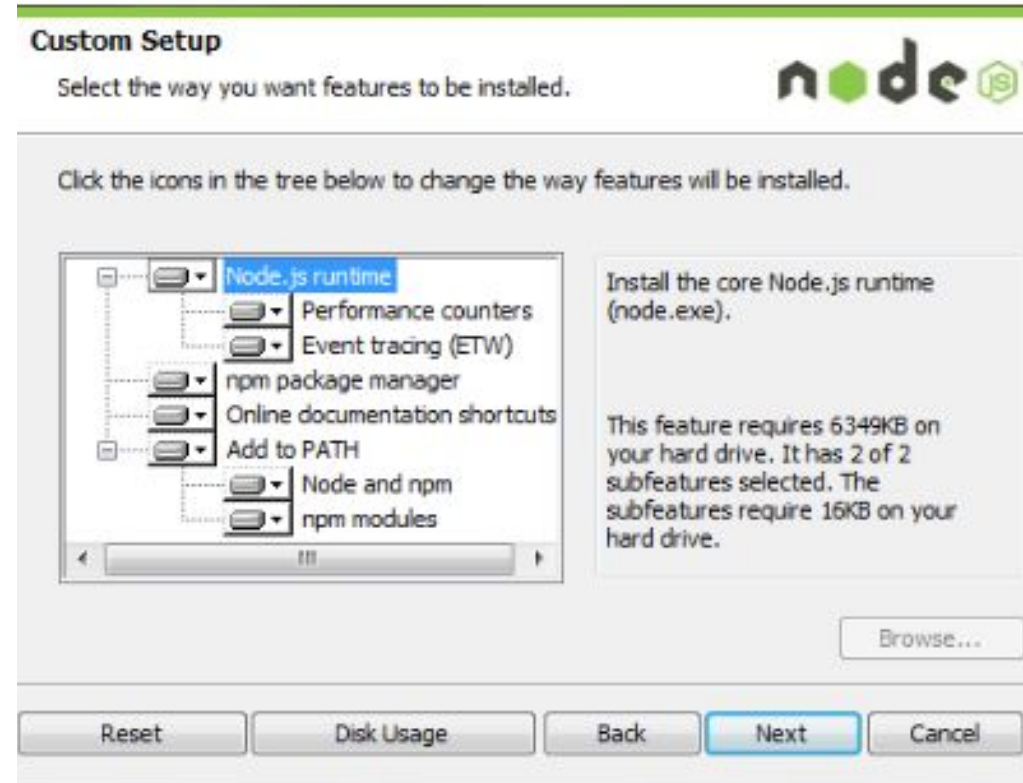 Custom Setup
Select the way you want features to be installed.
node JS
Click the icons in the tree below to change the way features will be installed.
Node.js runtime
Performance counters
Event tracing (ETW)
npm package manager
Online documentation shortcuts
Add to PATH
Node and npm
npm modules
Install the core Node.js runtime
(node.exe).
This feature requires 6349KB on
your hard drive. It has 2 of 2
subfeatures selected. The
subfeatures require 16KB on your
hard drive.
Browse...
Reset
Disk Usage
Back
Next
Cancel